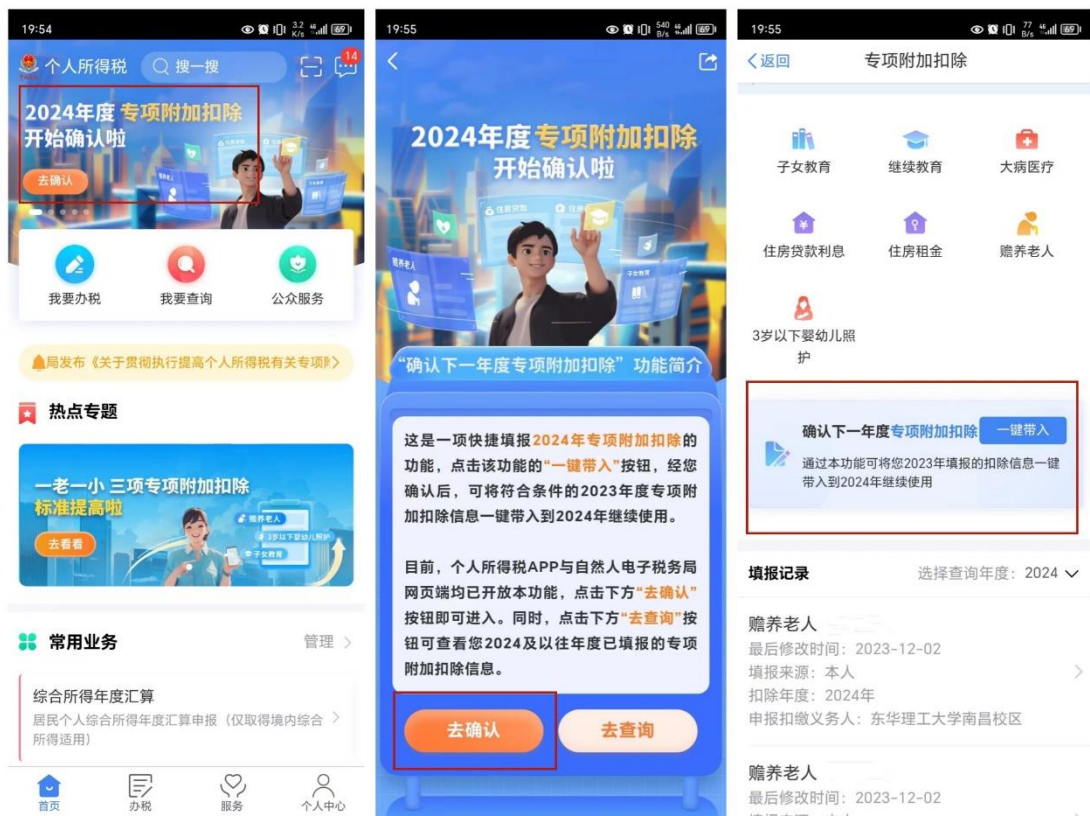 19:54
3.2 K/s
46
69
个人所得税
搜一搜
14
2024年度 专项附加扣除
开始确认啦
去确认
我要办税
我要查询
公众服务
局发布《关于贯彻执行提高个人所得税有关专项附
热点专题
一老一小 三项专项附加扣除
标准提高啦
去看看
赡养老人
3岁以下婴幼儿照护
子女教育
常用业务
管理
综合所得年度汇算
居民个人综合所得年度汇算申报（仅取得境内综合
所得适用）
首页
办税
服务
个人中心
19:55
540 B/s
46
69
2024年度 专项附加扣除
开始确认啦
住房贷款
赡养老人
子女教育
“确认下一年度专项附加扣除”功能简介
这是一项快捷填报2024年专项附加扣除的
功能，点击该功能的“一键带入”按钮，经您
确认后，可将符合条件的2023年度专项附
加扣除信息一键带入到2024年继续使用。
目前，个人所得税APP与自然人电子税务局
网页端均已开放本功能，点击下方“去确认”
按钮即可进入。同时，点击下方“去查询”按
钮可查看您2024及以往年度已填报的专项
附加扣除信息。
去确认
去查询
19:55
77 B/s
46
69
返回
专项附加扣除
子女教育
继续教育
大病医疗
住房贷款利息
住房租金
赡养老人
3岁以下婴幼儿照
护
确认下一年度专项附加扣除
一键带入
通过本功能可将您2023年填报的扣除信息一键
带入到2024年继续使用
填报记录
选择查询年度：2024
赡养老人
最后修改时间：2023-12-02
填报来源：本人
扣除年度：2024年
申报扣缴义务人：东华理工大学南昌校区
赡养老人
最后修改时间：2023-12-02